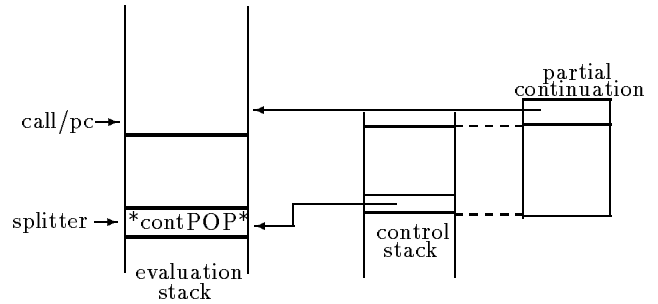 partial
continuation
call/pc
splitter
*contPOP*
control
stack
evaluation
stack